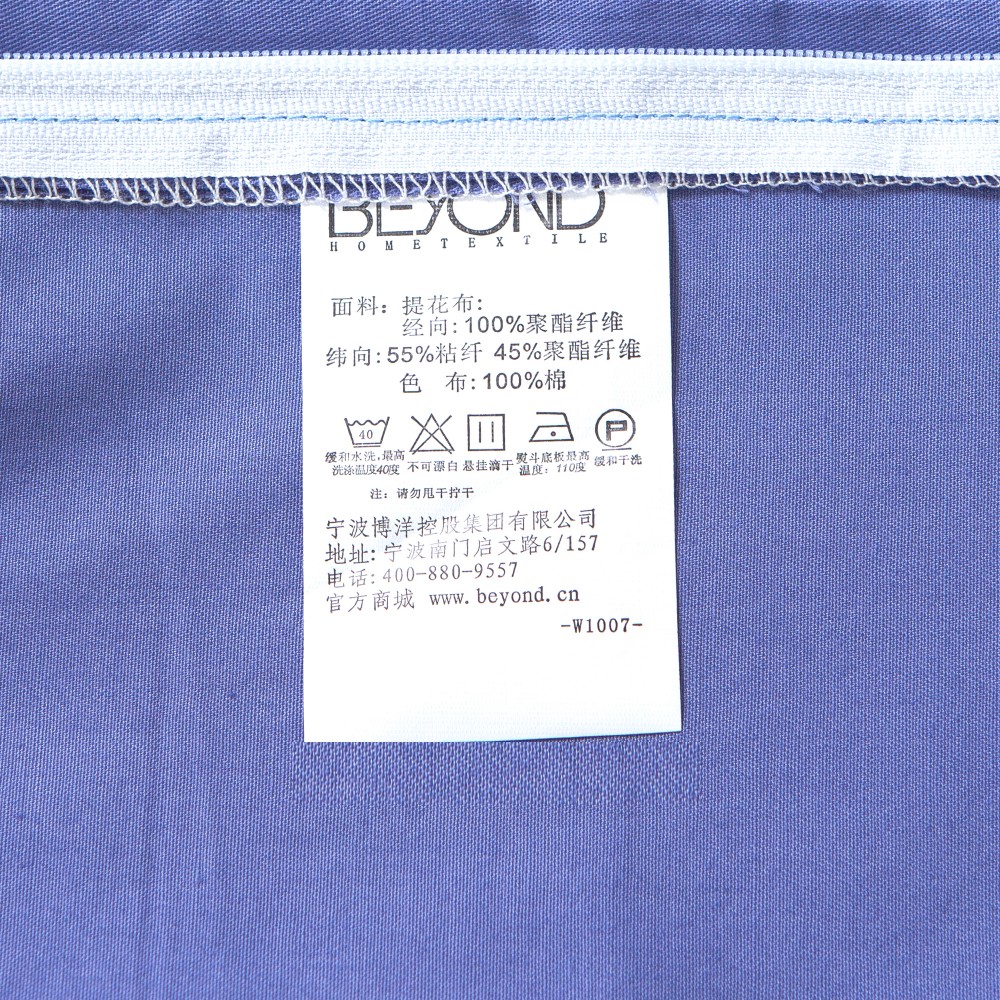 BEYOND
HOMETEXTILE
面料：提花布:
经向:100%聚酯纤维
纬向:55%粘纤 45%聚酯纤维
色 布:100%棉
40 P
缓和水洗,最高洗涤温度40度 不可漂白 悬挂滴干 熨斗底板最高温度：110度 缓和干洗
注：请勿甩干拧干
宁波博洋控股集团有限公司
地址:宁波南门启文路6/157
电话:400-880-9557
官方商城 www.beyond.cn
-W1007-